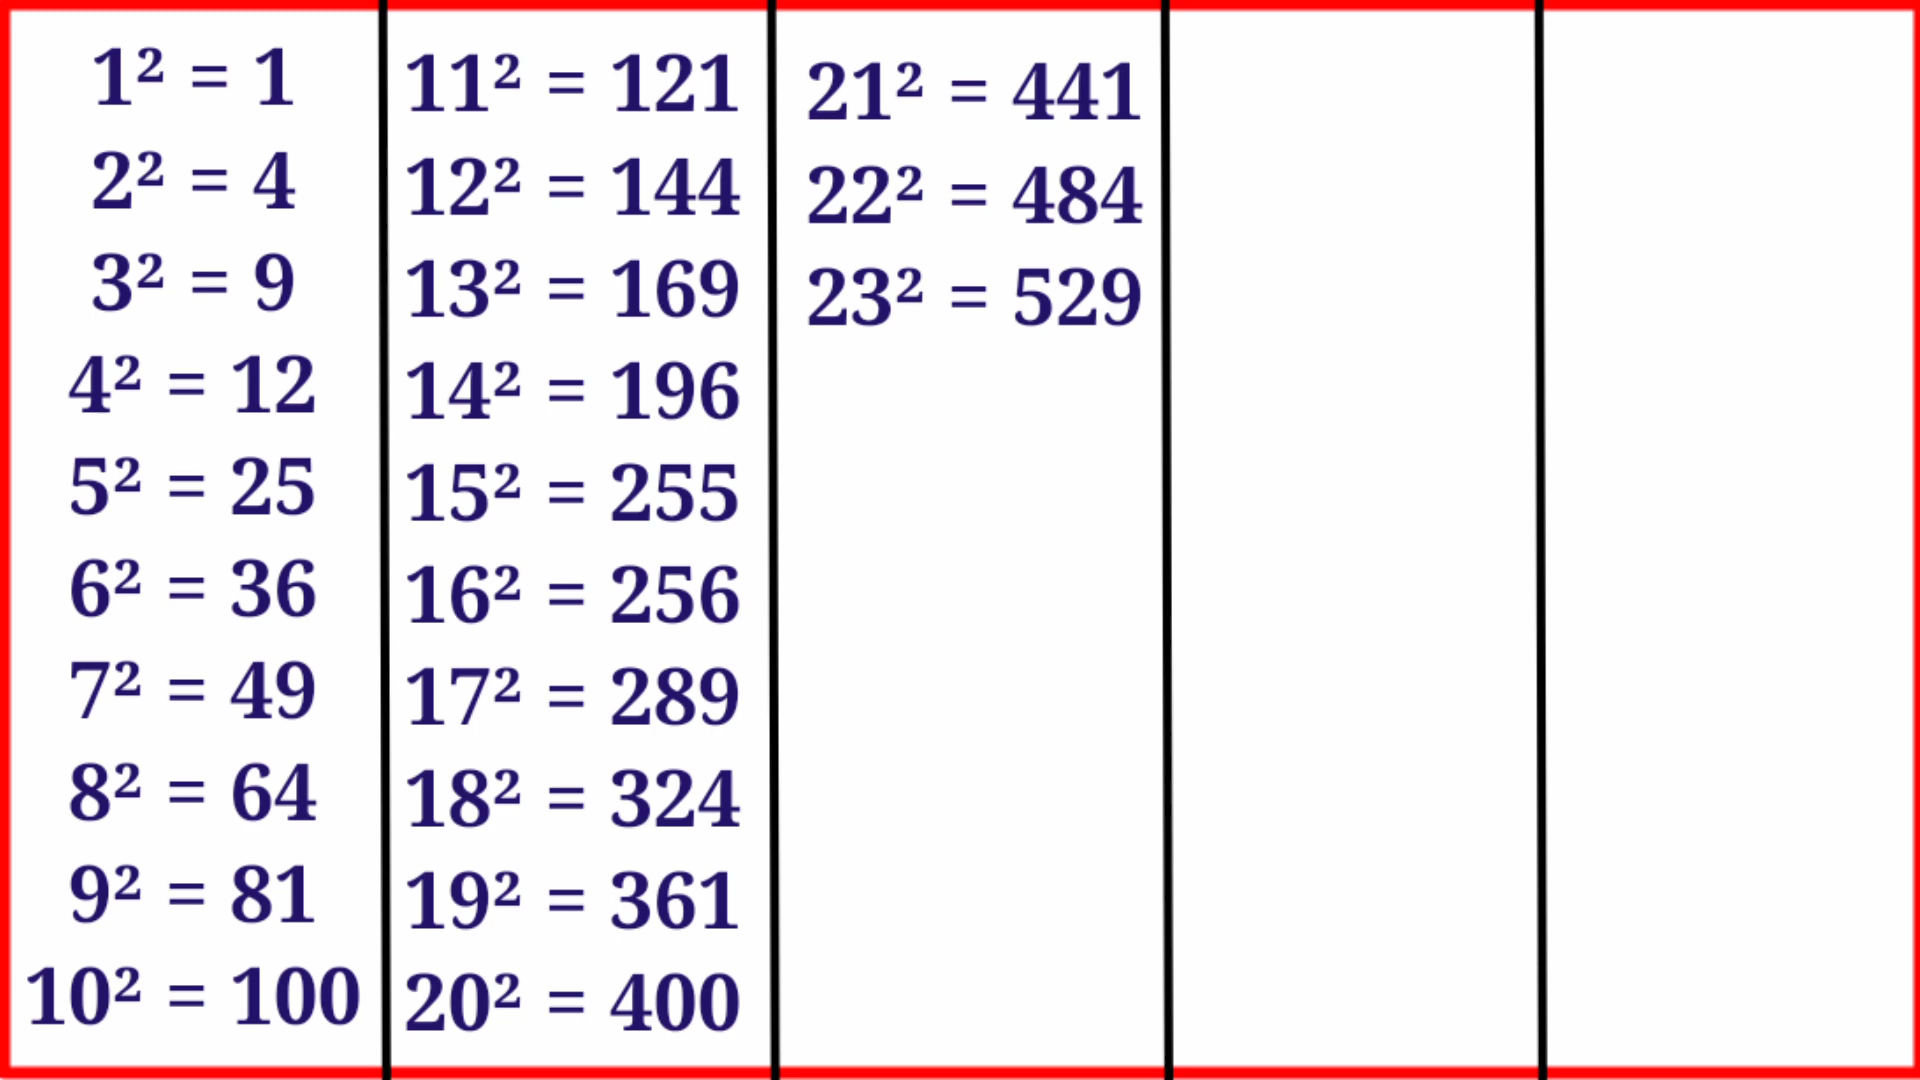 1² = 1
2² = 4
3² = 9
4² = 12
5² = 25
6² = 36
7² = 49
8² = 64
9² = 81
10² = 100
11² = 121
12² = 144
13² = 169
14² = 196
15² = 255
16² = 256
17² = 289
18² = 324
19² = 361
20² = 400
21² = 441
22² = 484
23² = 529